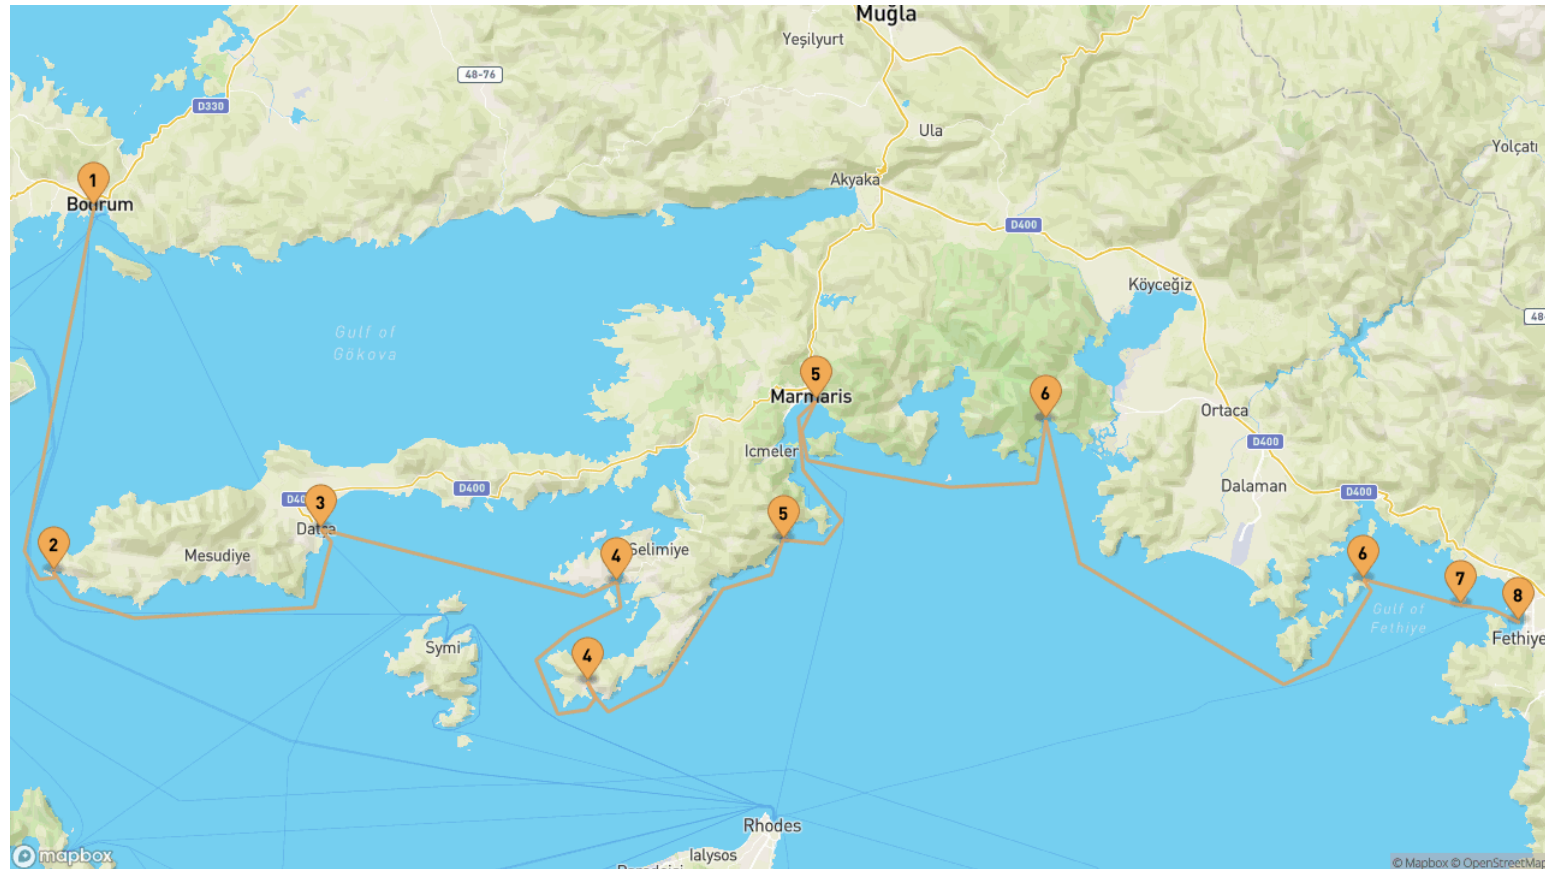 Muğla
Yeşilyurt
48-76
D330
Ula
Yolçatı
Akyaka
1
Bodrum
D400
Köyceğiz
48-
Gulf of
Gökova
5
Marmaris
6
Ortaca
Icmeler
D400
D400
Dalaman
D400
3
Datça
5
2
Mesudiye
4
Selimiye
6
7
8
Gulf of
Fethiye
Fethiye
Symi
4
Rhodes
Ialysos
mapbox
© Mapbox © OpenStreetMap